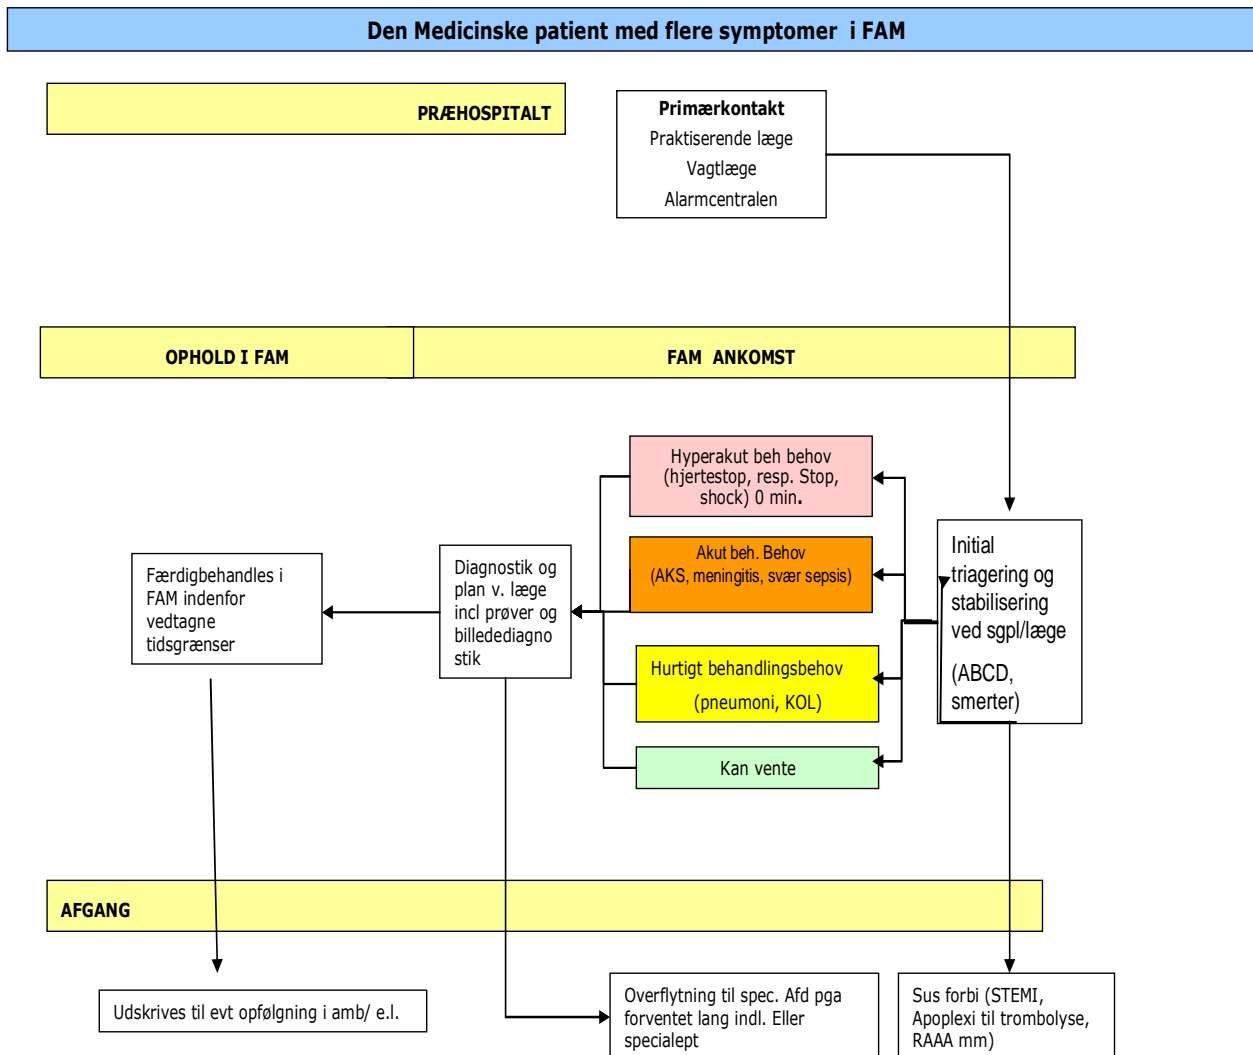 Den Medicinske patient med flere symptomer i FAM
PRÆHOSPITALT
Primærkontakt
Praktiserende læge
Vagtlæge
Alarmcentralen
OPHOLD I FAM
FAM ANKOMST
Hyperakut beh behov
(hjertestop, resp. Stop,
shock) 0 min.
Akut beh. Behov
(AKS, meningitis, svær sepsis)
Hurtigt behandlingsbehov
(pneumoni, KOL)
Kan vente
Initial
triagering og
stabilisering
ved sgpl/læge
(ABCD,
smerter)
Diagnostik og
plan v. læge
incl prøver og
billedediagno
stik
Færdigbehandles i
FAM indenfor
vedtagne
tidsgrænser
AFGANG
Udskrives til evt opfølgning i amb/ e.l.
Overflytning til spec. Afd pga
forventet lang indl. Eller
specialept
Sus forbi (STEMI,
Apoplexi til trombolyse,
RAAA mm)